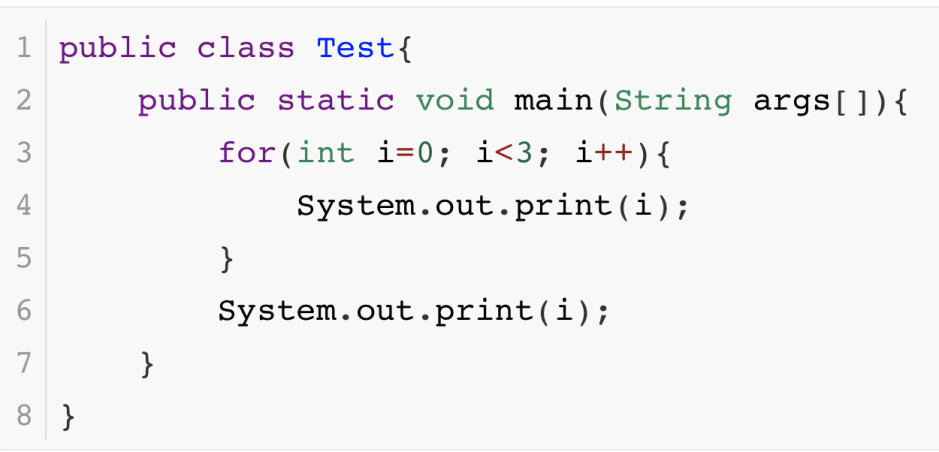 1 public class Test{
2     public static void main(String args[]){
3         for(int i=0; i<3; i++){
4             System.out.print(i);
5         }
6         System.out.print(i);
7     }
8 }